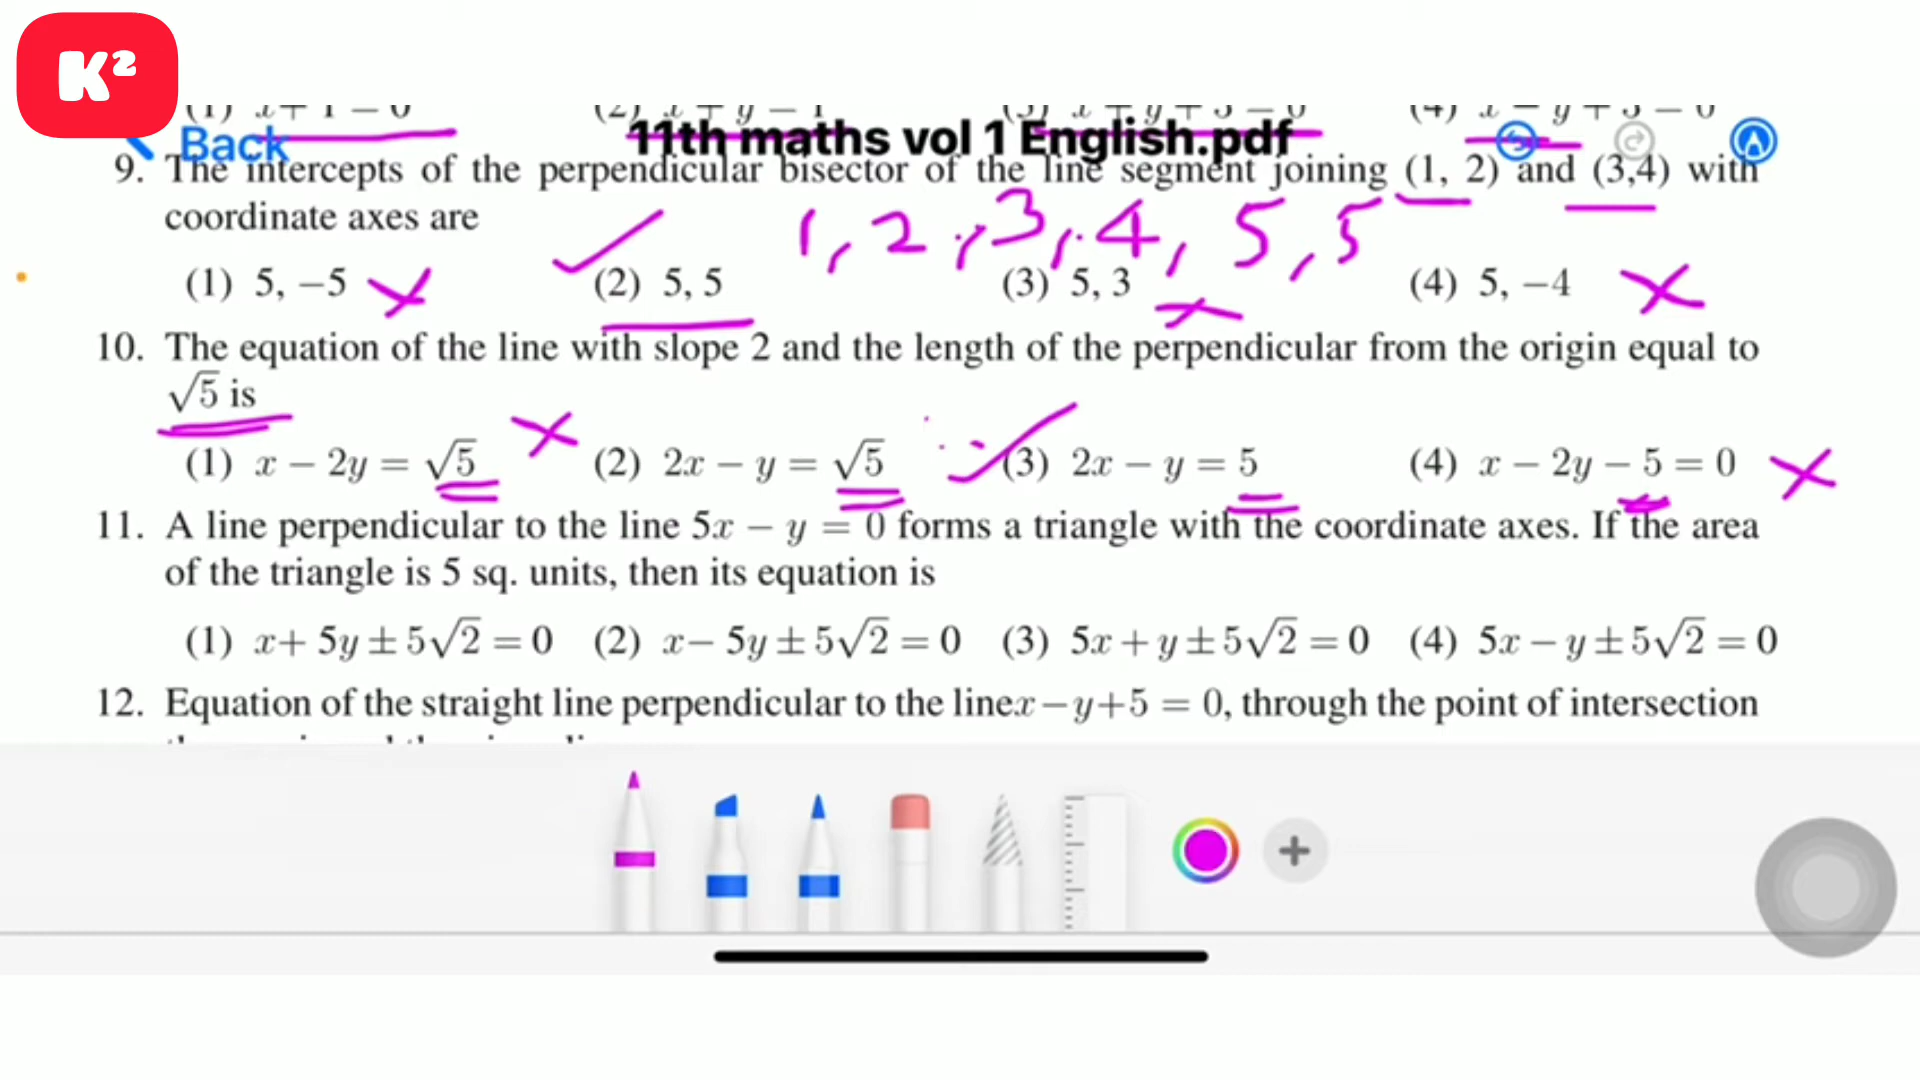 K²
Back
11th maths vol 1 English.pdf
9. The intercepts of the perpendicular bisector of the line segment joining (1, 2) and (3,4) with
coordinate axes are
1, 2, 3, 4, 5, 5
(1) 5, −5 (2) 5, 5 (3) 5, 3 (4) 5, −4
10. The equation of the line with slope 2 and the length of the perpendicular from the origin equal to
√5 is
(1) x − 2y = √5 (2) 2x − y = √5 (3) 2x − y = 5 (4) x − 2y − 5 = 0
11. A line perpendicular to the line 5x − y = 0 forms a triangle with the coordinate axes. If the area
of the triangle is 5 sq. units, then its equation is
(1) x+ 5y ± 5√2 = 0 (2) x− 5y ± 5√2 = 0 (3) 5x + y ± 5√2 = 0 (4) 5x − y ± 5√2 = 0
12. Equation of the straight line perpendicular to the linex−y+5 = 0, through the point of intersection